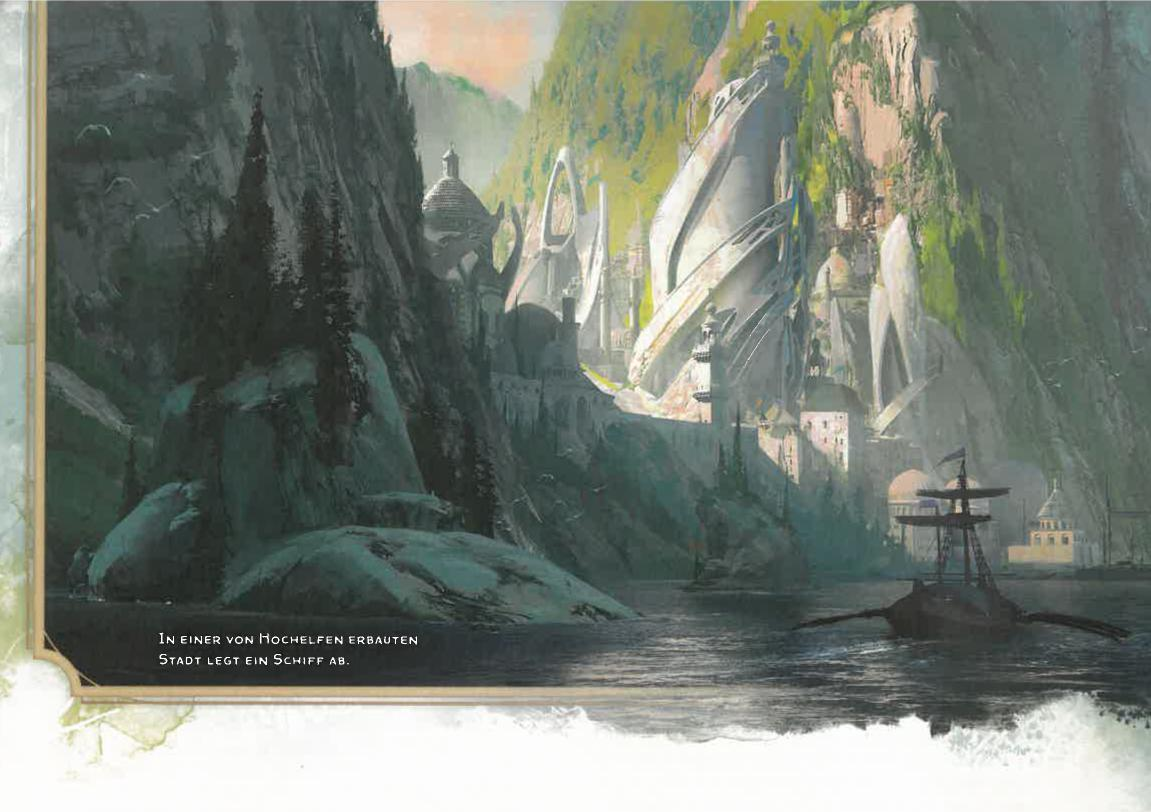 In einer von Hochelfen erbauten
Stadt legt ein Schiff ab.